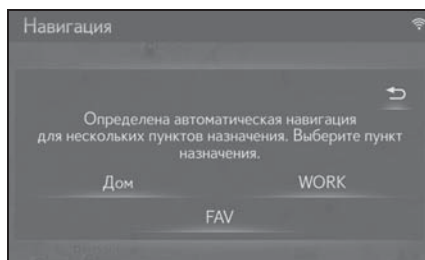 Навигация
Определена автоматическая навигация
для нескольких пунктов назначения. Выберите пункт
назначения.
Дом WORK
FAV